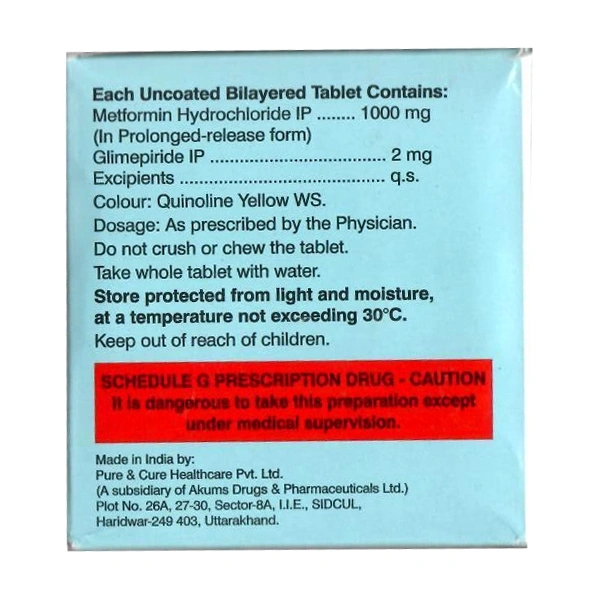 Each Uncoated Bilayered Tablet Contains:
Metformin Hydrochloride IP ........ 1000 mg
(In Prolonged-release form)
Glimepiride IP .................................... 2 mg
Excipients .......................................... q.s.
Colour: Quinoline Yellow WS.
Dosage: As prescribed by the Physician.
Do not crush or chew the tablet.
Take whole tablet with water.
Store protected from light and moisture,
at a temperature not exceeding 30°C.
Keep out of reach of children.
SCHEDULE G PRESCRIPTION DRUG - CAUTION
It is dangerous to take this preparation except
under medical supervision.
Made in India by:
Pure & Cure Healthcare Pvt. Ltd.
(A subsidiary of Akums Drugs & Pharmaceuticals Ltd.)
Plot No. 26A, 27-30, Sector-8A, I.I.E., SIDCUL,
Haridwar-249 403, Uttarakhand.